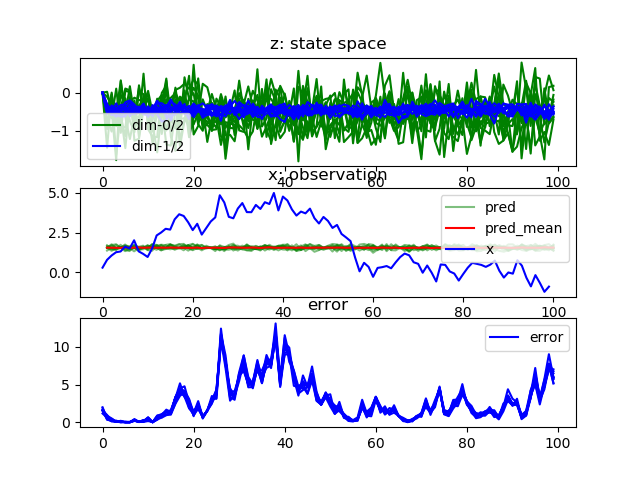 z: state space
0
−1
dim-0/2
dim-1/2
0 20 40 60 80 100
x: observation
5.0
2.5
0.0
pred
pred_mean
x
0 20 40 60 80 100
error
10
5
0
error
0 20 40 60 80 100